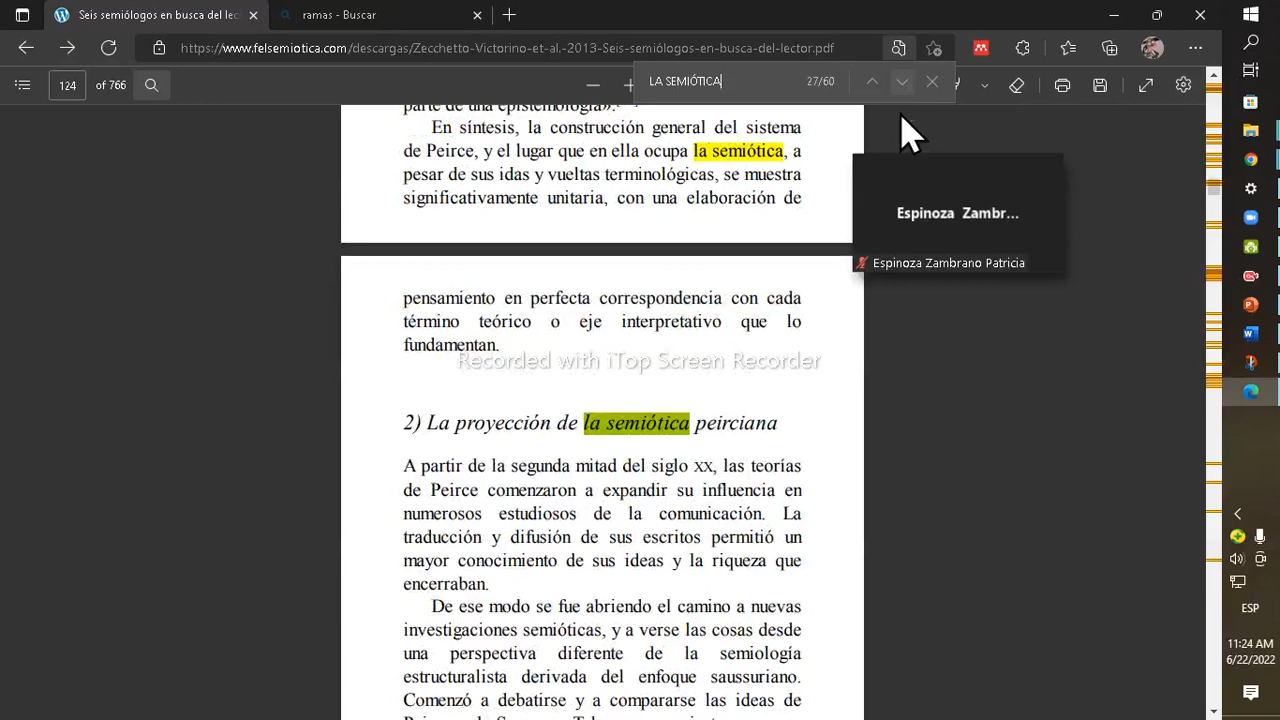 Seis semiólogos en busca del lec
ramas - Buscar
https://www.felsemiotica.com/descargas/Zecchetto-Victorino-et-al.-2013-Seis-semiólogos-en-busca-del-lector.pdf
124 of 766
LA SEMIÓTICA 27/60
parte de una epistemología».
En síntesis, la construcción general del sistema
de Peirce, y el lugar que en ella ocupa la semiótica, a
pesar de sus idas y vueltas terminológicas, se muestra
significativamente unitaria, con una elaboración de
Espinoza Zambr...
Espinoza Zambrano Patricia
pensamiento en perfecta correspondencia con cada
término teórico o eje interpretativo que lo
fundamentan.
Recorded with iTop Screen Recorder
2) La proyección de la semiótica peirciana
A partir de la segunda mitad del siglo XX, las teorías
de Peirce comenzaron a expandir su influencia en
numerosos estudiosos de la comunicación. La
traducción y difusión de sus escritos permitió un
mayor conocimiento de sus ideas y la riqueza que
encerraban.
De ese modo se fue abriendo el camino a nuevas
investigaciones semióticas, y a verse las cosas desde
una perspectiva diferente de la semiología
estructuralista derivada del enfoque saussuriano.
Comenzó a debatirse y a compararse las ideas de
ESP
11:24 AM
6/22/2022